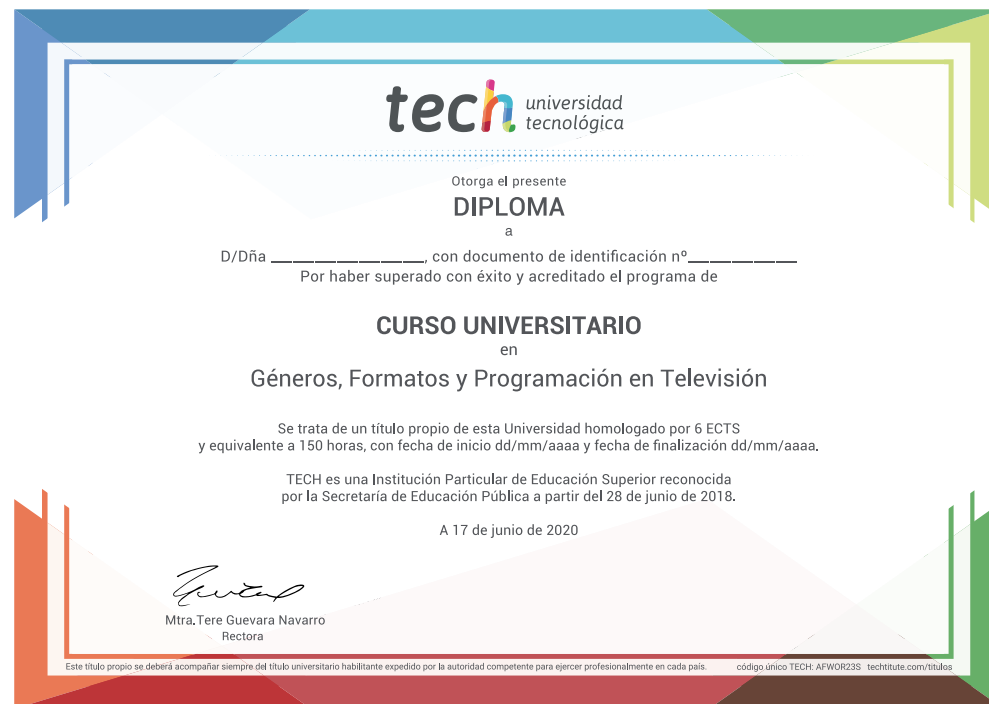 tech universidad
tecnológica
Otorga el presente
DIPLOMA
a
D/Dña ________________, con documento de identificación nº____________
Por haber superado con éxito y acreditado el programa de
CURSO UNIVERSITARIO
en
Géneros, Formatos y Programación en Televisión
Se trata de un título propio de esta Universidad homologado por 6 ECTS
y equivalente a 150 horas, con fecha de inicio dd/mm/aaaa y fecha de finalización dd/mm/aaaa.
TECH es una Institución Particular de Educación Superior reconocida
por la Secretaría de Educación Pública a partir del 28 de junio de 2018.
A 17 de junio de 2020
Mtra.Tere Guevara Navarro
Rectora
Este título propio se deberá acompañar siempre del título universitario habilitante expedido por la autoridad competente para ejercer profesionalmente en cada país. código único TECH: AFWOR23S techtitute.com/titulos